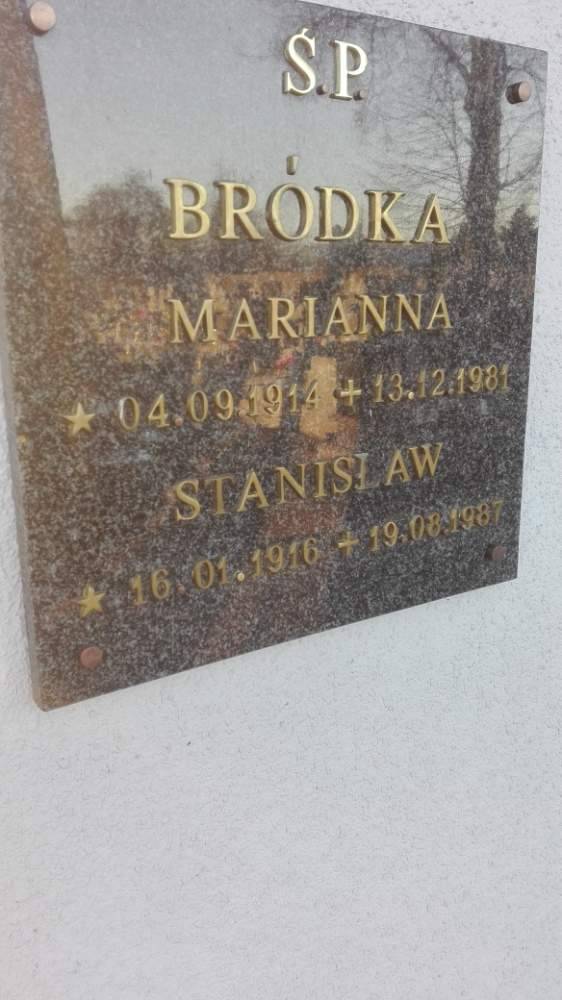 Ś.P.
BRÓDKA
MARIANNA
★ 04.09.1914 + 13.12.1981
STANISŁAW
★ 16.01.1916 + 19.08.1987